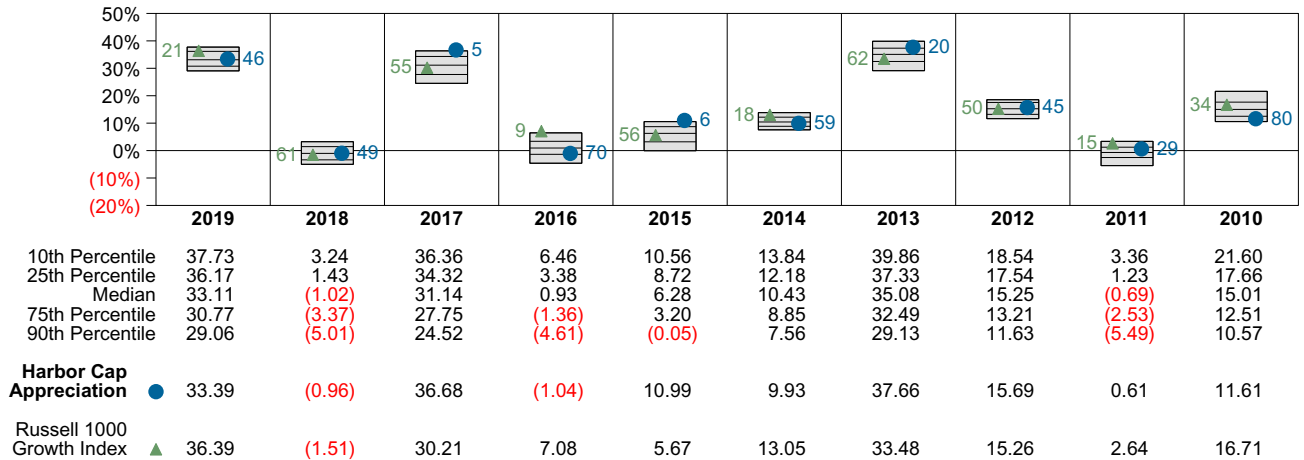 50%
40%
30%
20%
10%
0%
(10%)
(20%)
21 46
61 49
55 5
9 70
56 6
18 59
62 20
50 45
15 29
34 80
2019 2018 2017 2016 2015 2014 2013 2012 2011 2010
10th Percentile 37.73 3.24 36.36 6.46 10.56 13.84 39.86 18.54 3.36 21.60
25th Percentile 36.17 1.43 34.32 3.38 8.72 12.18 37.33 17.54 1.23 17.66
Median 33.11 (1.02) 31.14 0.93 6.28 10.43 35.08 15.25 (0.69) 15.01
75th Percentile 30.77 (3.37) 27.75 (1.36) 3.20 8.85 32.49 13.21 (2.53) 12.51
90th Percentile 29.06 (5.01) 24.52 (4.61) (0.05) 7.56 29.13 11.63 (5.49) 10.57
Harbor Cap
Appreciation 33.39 (0.96) 36.68 (1.04) 10.99 9.93 37.66 15.69 0.61 11.61
Russell 1000
Growth Index 36.39 (1.51) 30.21 7.08 5.67 13.05 33.48 15.26 2.64 16.71